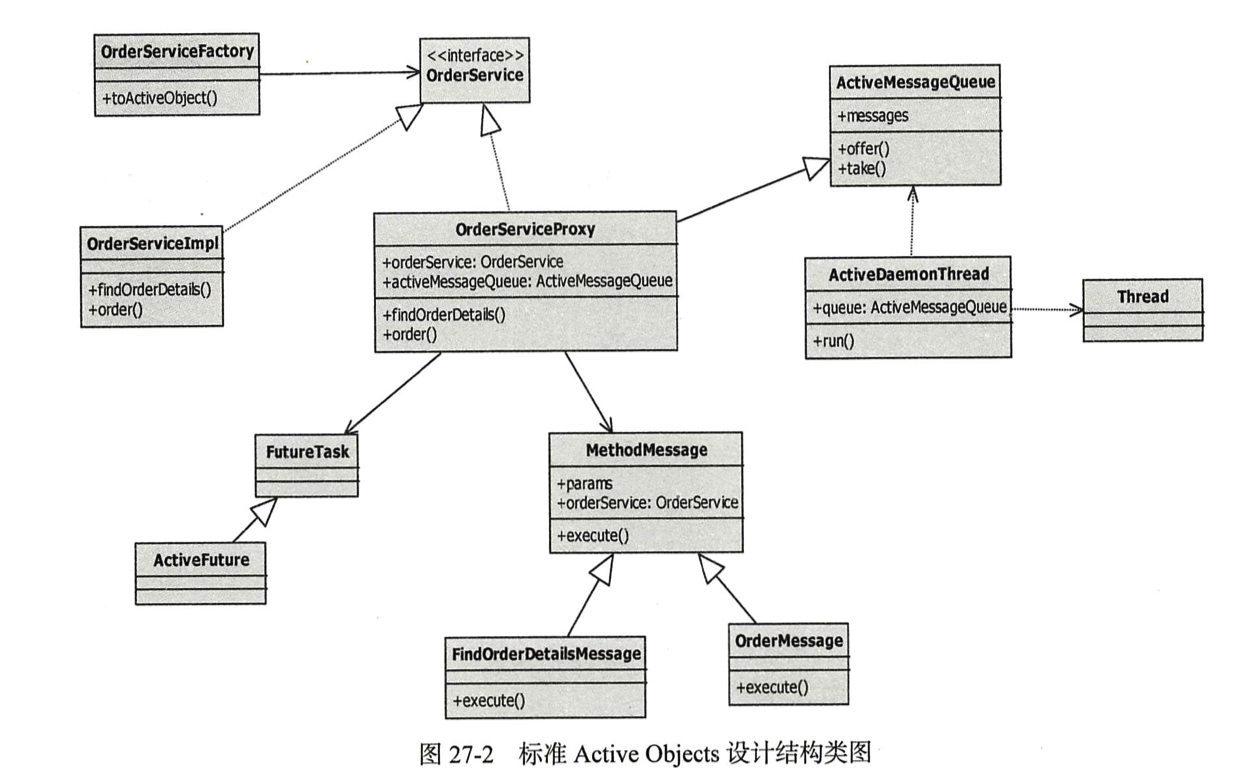 OrderServiceFactory
+toActiveObject()
<<interface>>
OrderService
ActiveMessageQueue
+messages
+offer()
+take()
OrderServiceImpl
+findOrderDetails()
+order()
OrderServiceProxy
+orderService: OrderService
+activeMessageQueue: ActiveMessageQueue
+findOrderDetails()
+order()
ActiveDaemonThread
+queue: ActiveMessageQueue
+run()
Thread
FutureTask
MethodMessage
+params
+orderService: OrderService
+execute()
ActiveFuture
FindOrderDetailsMessage
+execute()
OrderMessage
+execute()
图 27-2 标准 Active Objects 设计结构类图